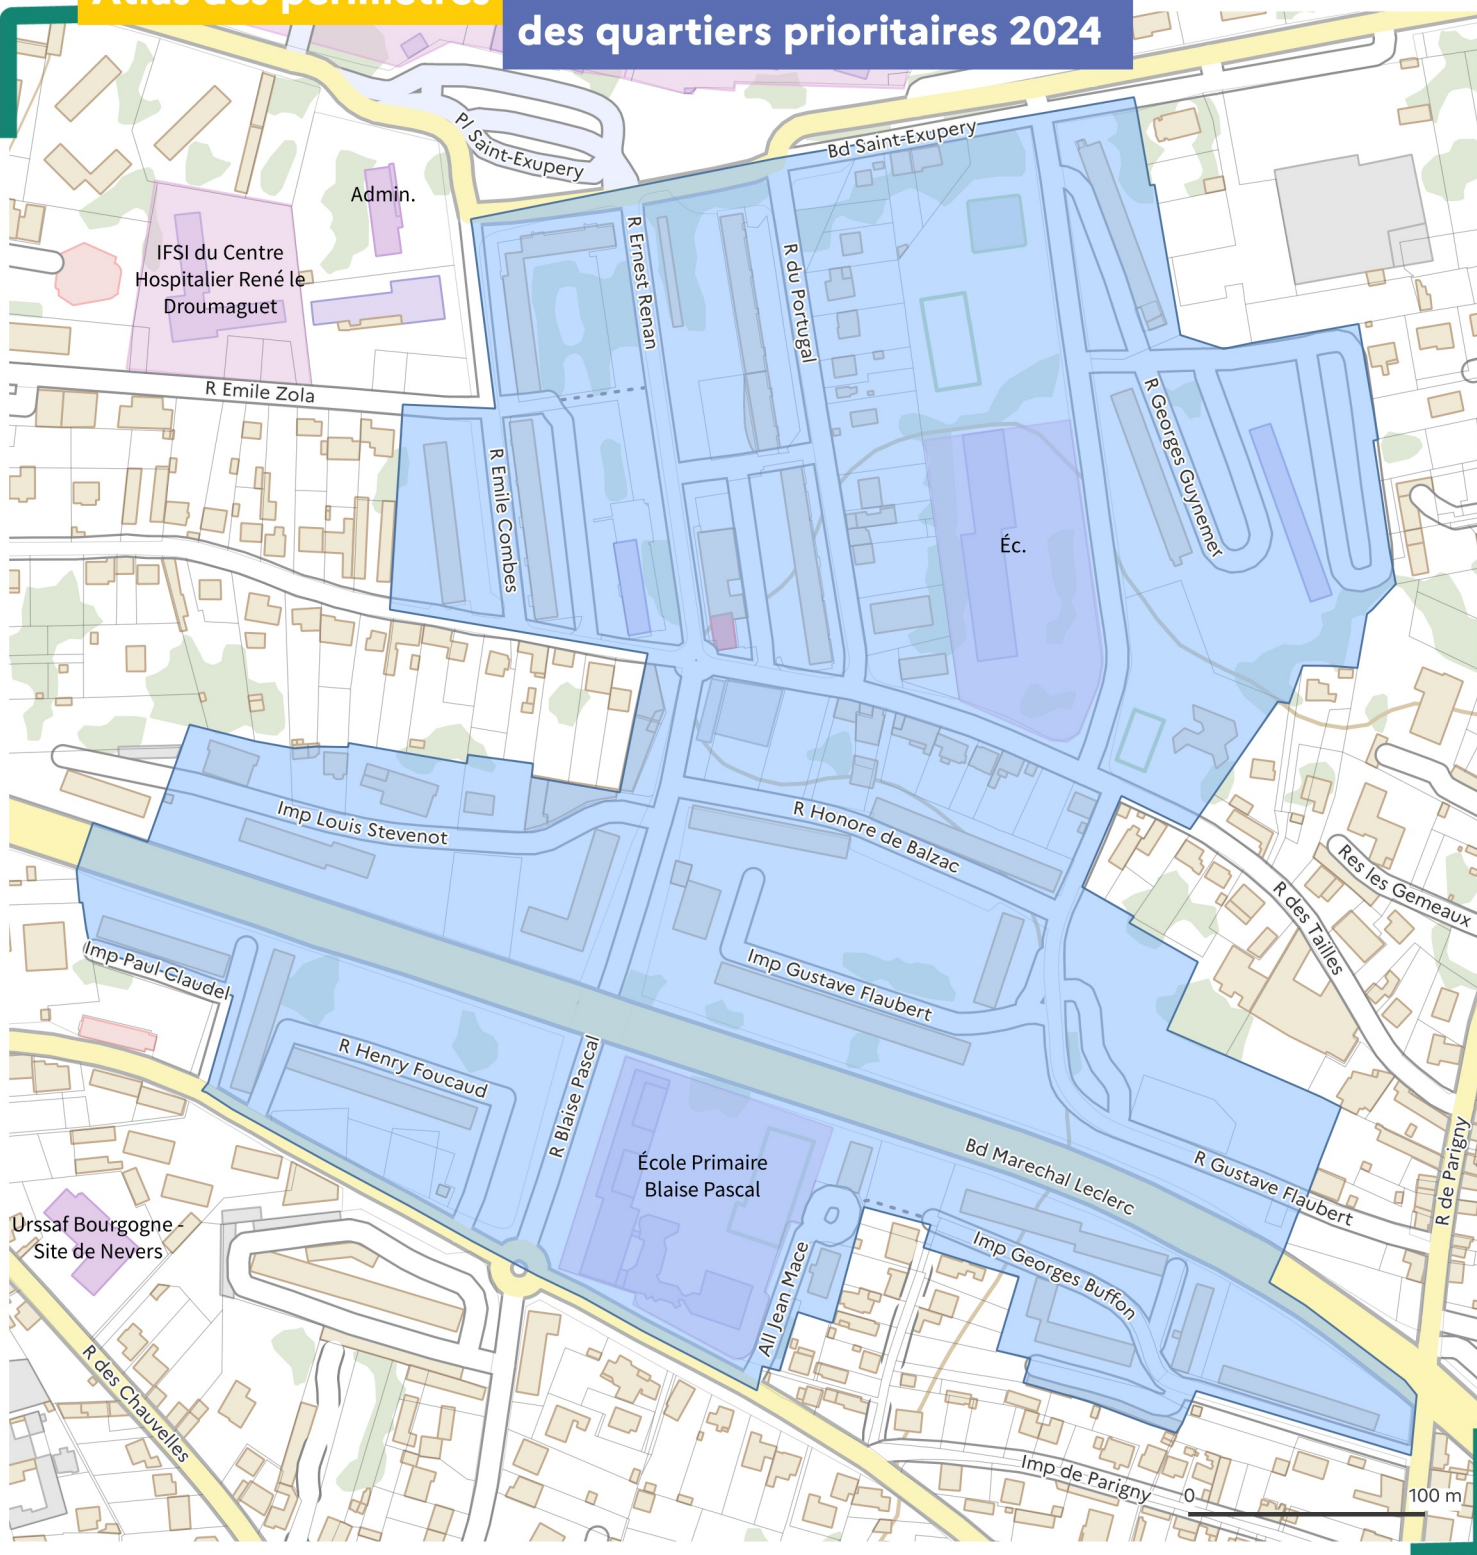 Atlas des périmètres
des quartiers prioritaires 2024
Pl Saint-Exupery
Bd Saint-Exupery
Admin.
IFSI du Centre
Hospitalier René le
Droumaguet
R Ernest Renan
R du Portugal
R Emile Zola
R Emile Combes
R Georges Guynemer
Éc.
Imp Louis Stevenot
R Honore de Balzac
Res les Gemeaux
R des Tailles
Imp Paul Claudel
Imp Gustave Flaubert
R Henry Foucaud
R Blaise Pascal
École Primaire
Blaise Pascal
Bd Marechal Leclerc
R Gustave Flaubert
R de Parigny
Urssaf Bourgogne -
Site de Nevers
All Jean Mace
Imp Georges Buffon
R des Chauvelles
Imp de Parigny
0 100 m